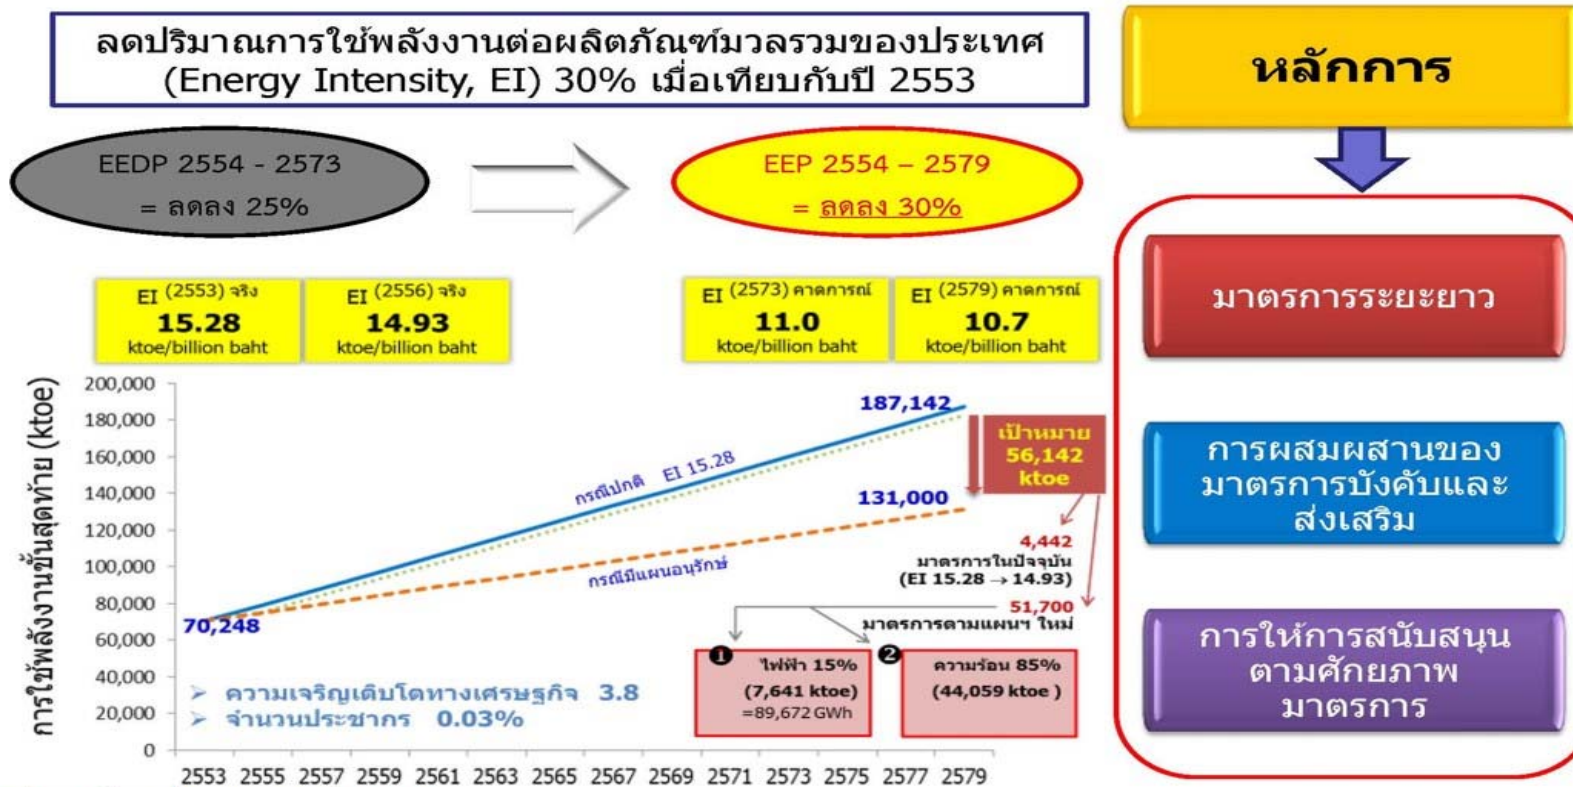 ลดปริมาณการใช้พลังงานต่อผลิตภัณฑ์มวลรวมของประเทศ
(Energy Intensity, EI) 30% เมื่อเทียบกับปี 2553
หลักการ
EEDP 2554 - 2573
= ลดลง 25%
EEP 2554 – 2579
= ลดลง 30%
EI (2553) จริง
15.28
ktoe/billion baht
EI (2556) จริง
14.93
ktoe/billion baht
EI (2573) คาดการณ์
11.0
ktoe/billion baht
EI (2579) คาดการณ์
10.7
ktoe/billion baht
มาตรการระยะยาว
การผสมผสานของ
มาตรการบังคับและ
ส่งเสริม
การให้การสนับสนุน
ตามศักยภาพ
มาตรการ
การใช้พลังงานขั้นสุดท้าย (ktoe)
200,000
180,000
160,000
140,000
120,000
100,000
80,000
60,000
40,000
20,000
0
187,142
กรณีปกติ EI 15.28
131,000
กรณีมีแผนอนุรักษ์
70,248
เป้าหมาย
56,142
ktoe
4,442
มาตรการในปัจจุบัน
(EI 15.28 → 14.93)
51,700
มาตรการตามแผนฯ ใหม่
❶ ไฟฟ้า 15%
(7,641 ktoe)
=89,672 GWh
❷ ความร้อน 85%
(44,059 ktoe )
➢ ความเจริญเติบโตทางเศรษฐกิจ 3.8
➢ จำนวนประชากร 0.03%
2553 2555 2557 2559 2561 2563 2565 2567 2569 2571 2573 2575 2577 2579